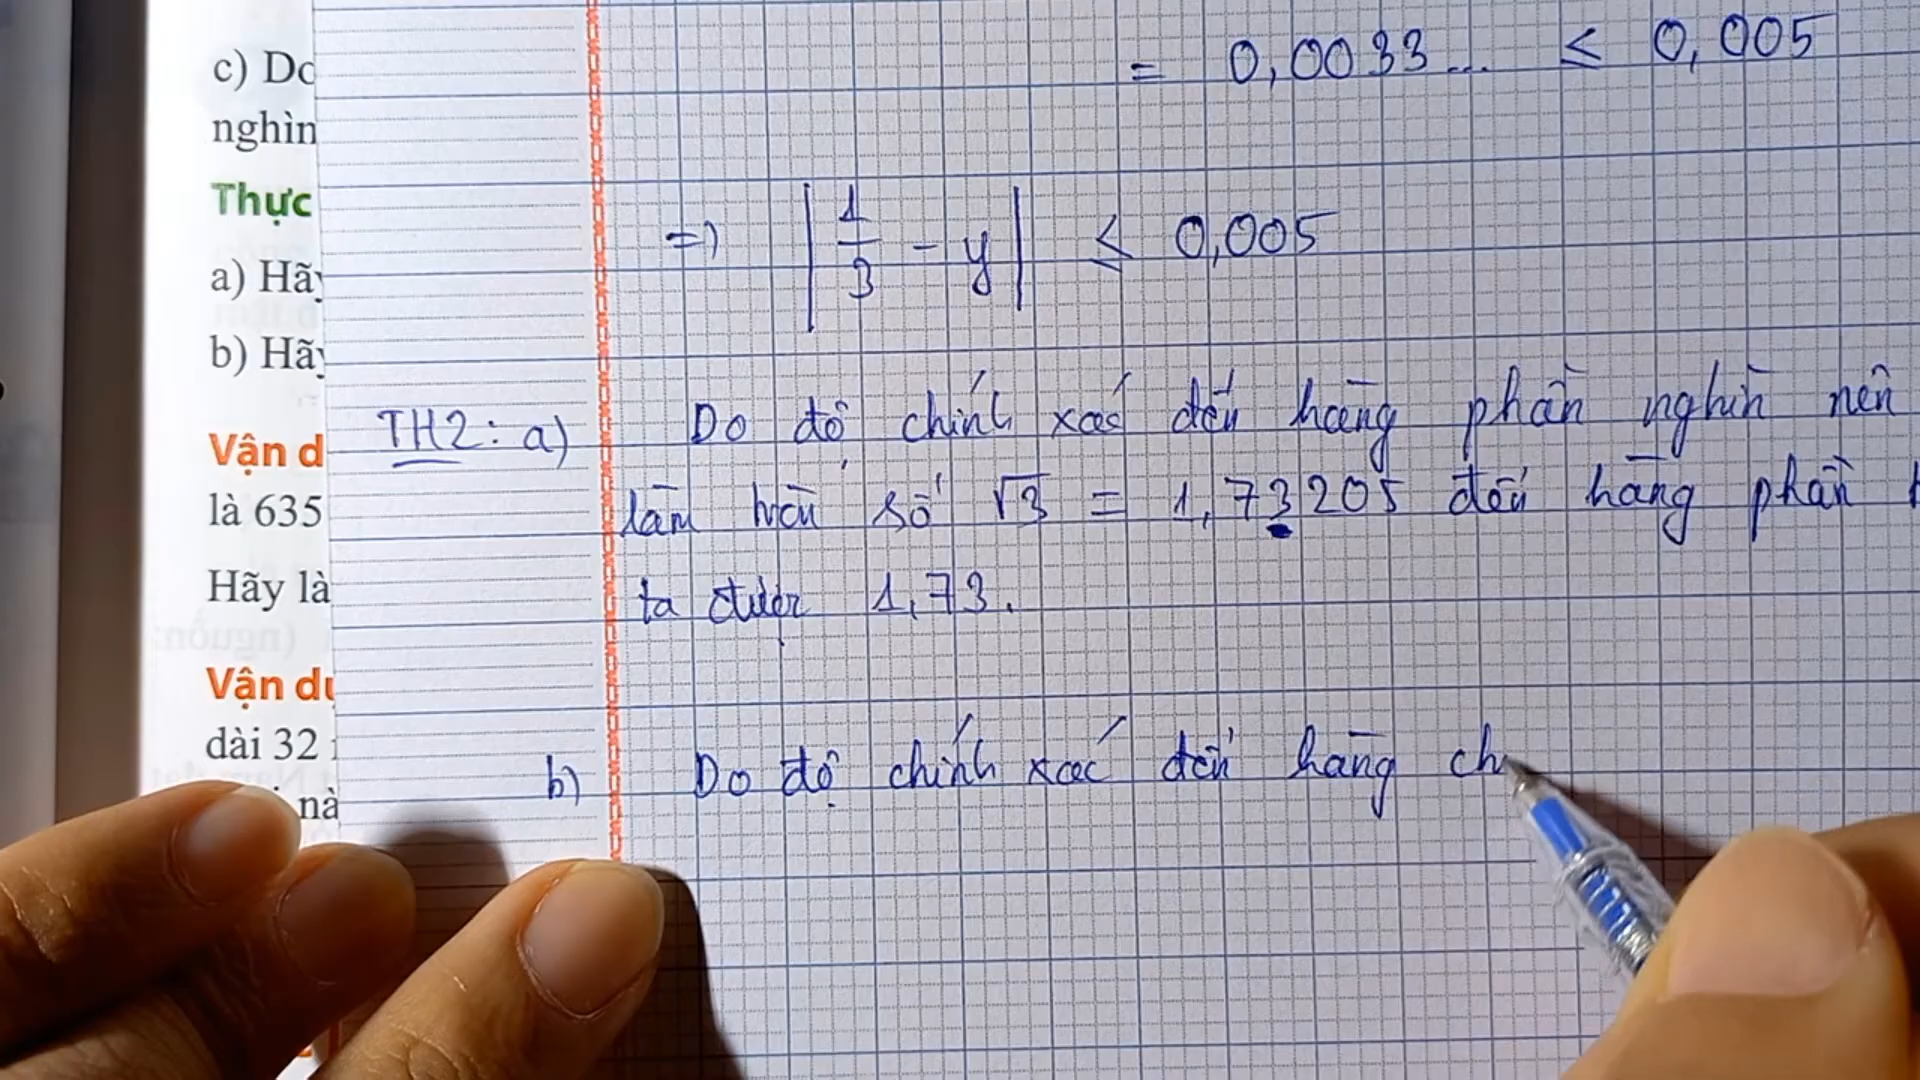 c) Do
nghìn
Thực
a) Hãy
b) Hãy
Vận d
là 635
Hãy là
Vận dụ
dài 32
nà
= 0,0033... ≤ 0,005
=> | 1/3 - y | ≤ 0,005
TH2: a) Do độ chính xác đến hàng phần nghìn nên
làm tròn số √3 = 1,73205 đến hàng phần
ta được 1,73.
b) Do độ chính xác đến hàng ch